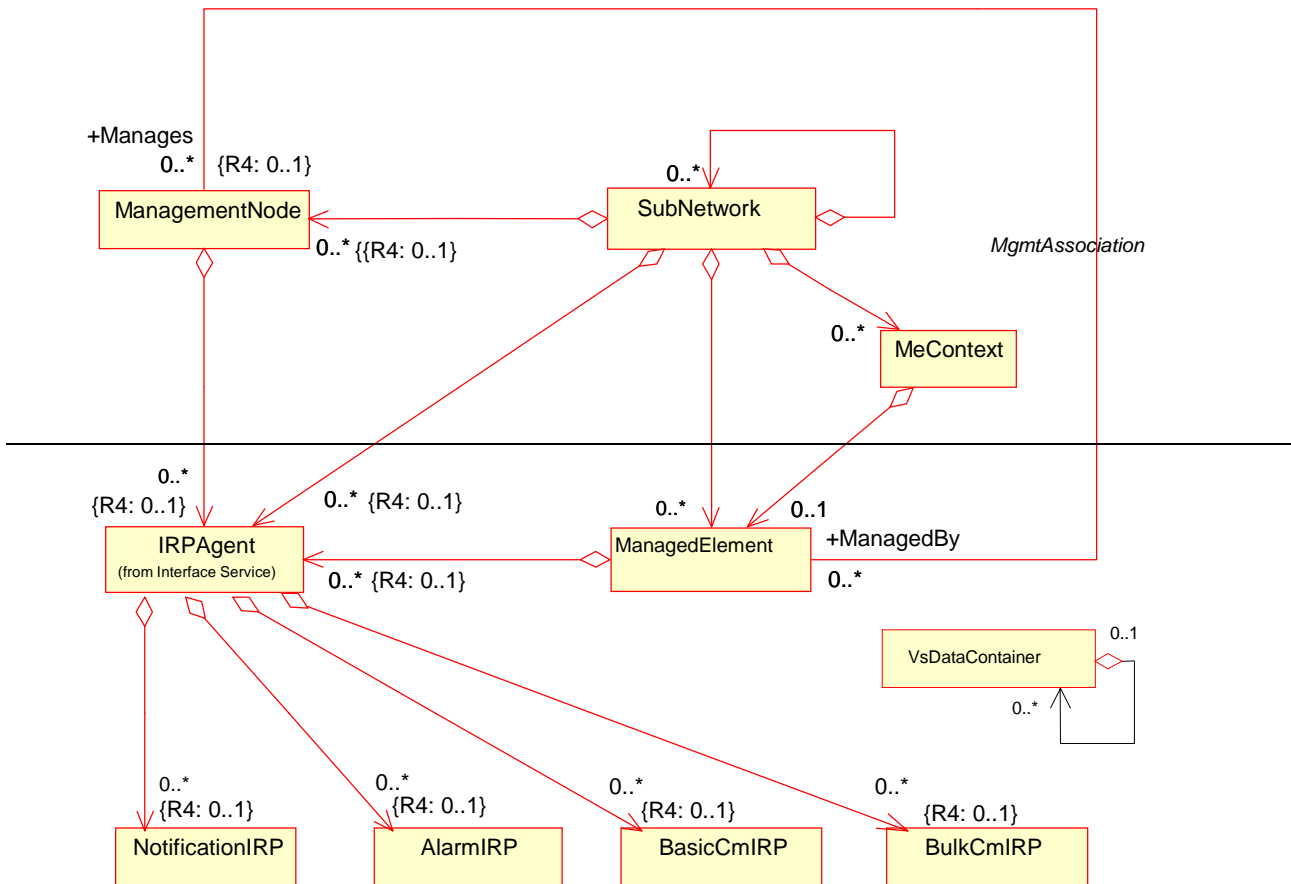 +Manages
0..* {R4: 0..1}
0..*
ManagementNode
SubNetwork
0..* {{R4: 0..1}
MgmtAssociation
0..*
MeContext
0..*
{R4: 0..1}
0..* {R4: 0..1}
0..*
0..1
IRPAgent
(from Interface Service)
ManagedElement
+ManagedBy
0..* {R4: 0..1}
0..*
0..1
VsDataContainer
0..*
0..*
{R4: 0..1}
0..*
{R4: 0..1}
0..*
{R4: 0..1}
0..*
{R4: 0..1}
NotificationIRP
AlarmIRP
BasicCmIRP
BulkCmIRP